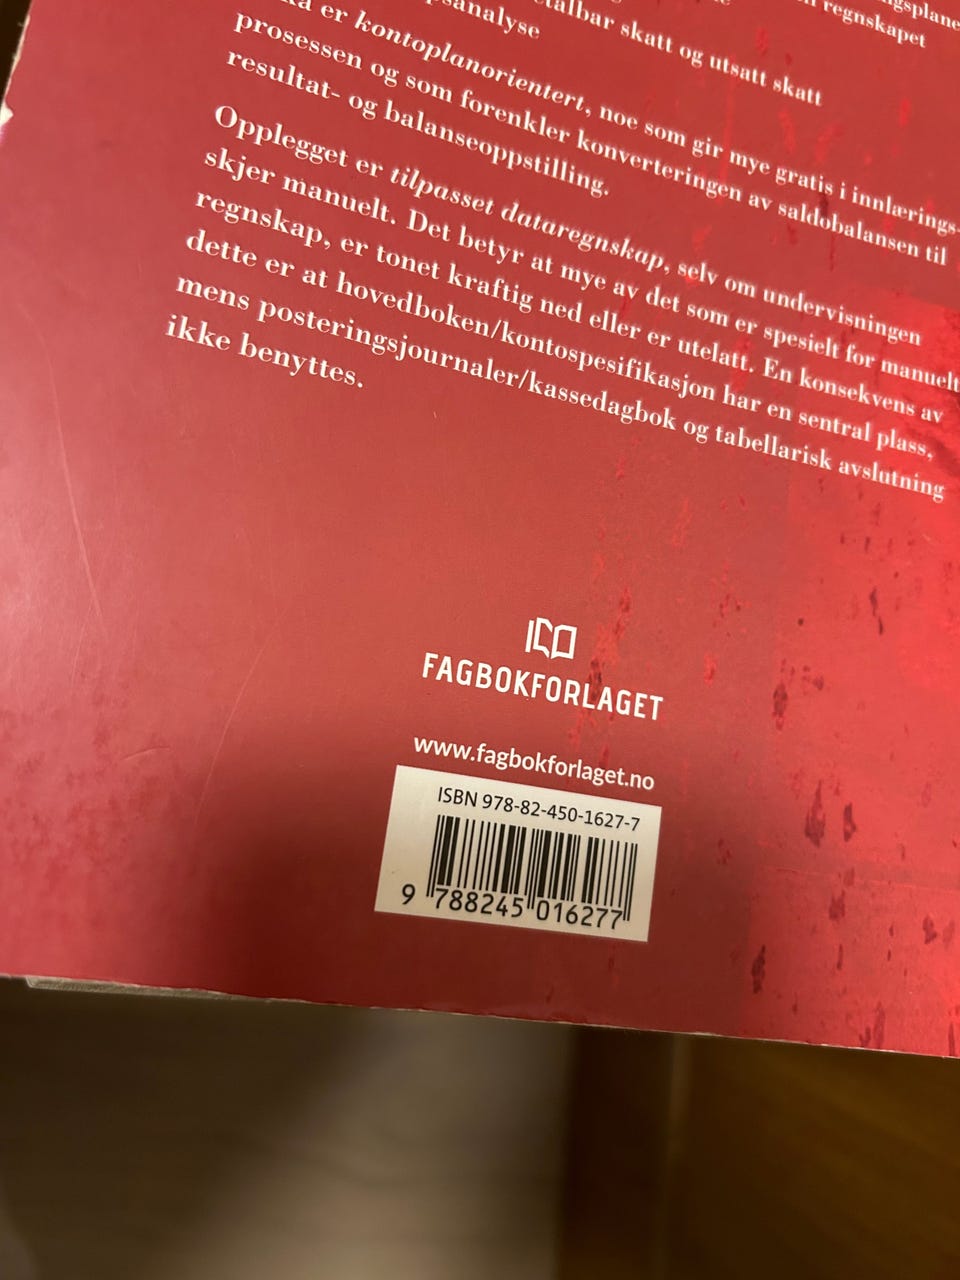 regnskapet
etalbar skatt og utsatt skatt
er kontoplanorientert, noe som gir mye gratis i innlærings-
prosessen og som forenkler konverteringen av saldobalansen til
resultat- og balanseoppstilling.
Opplegget er tilpasset dataregnskap, selv om undervisningen
skjer manuelt. Det betyr at mye av det som er spesielt for manuelt
regnskap, er tonet kraftig ned eller er utelatt. En konsekvens av
dette er at hovedboken/kontospesifikasjon har en sentral plass,
mens posteringsjournaler/kassedagbok og tabellarisk avslutning
ikke benyttes.
FAGBOKFORLAGET
www.fagbokforlaget.no
ISBN 978-82-450-1627-7
9 788245 016277